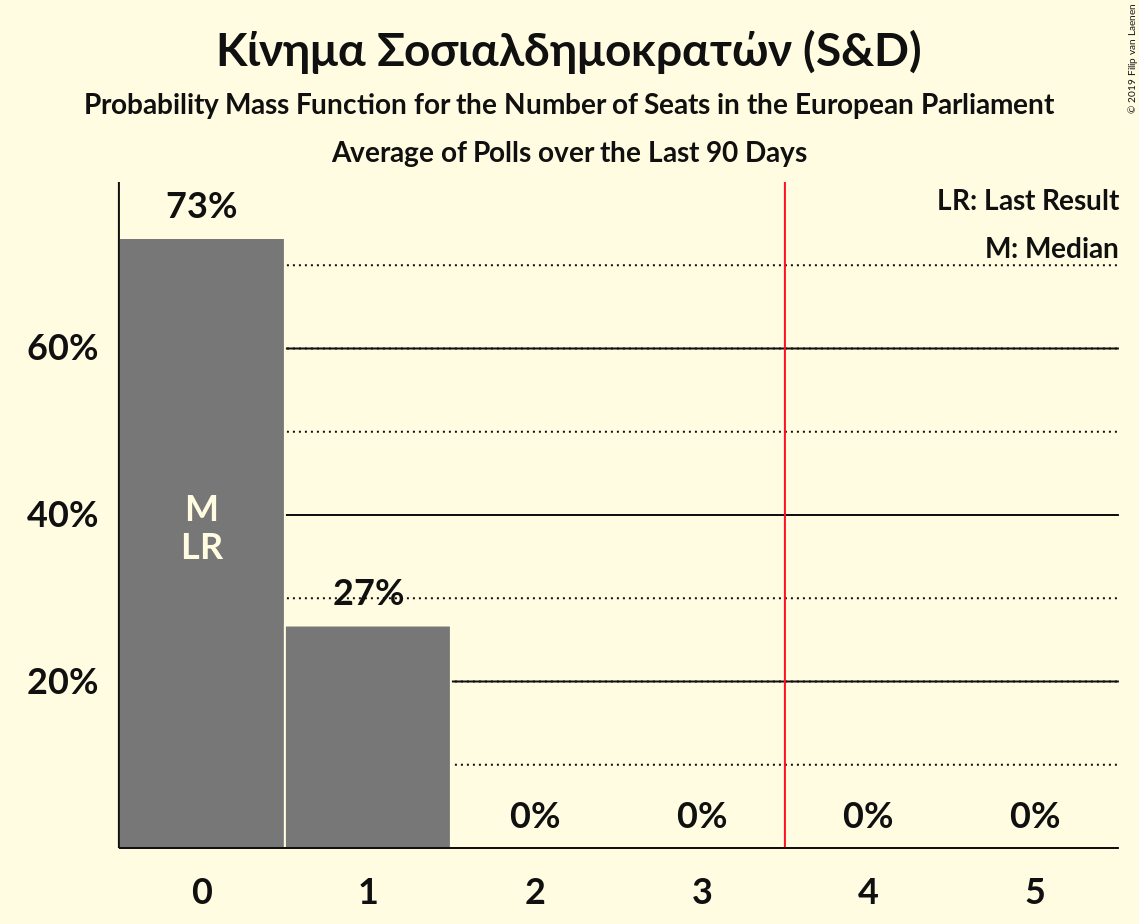 Κίνημα Σοσιαλδημοκρατών (S&D)
Probability Mass Function for the Number of Seats in the European Parliament
Average of Polls over the Last 90 Days
© 2019 Filip van Laenen
LR: Last Result
M: Median
73%
60%
40%
20%
M
LR
27%
0%
0%
0%
0%
0
1
2
3
4
5